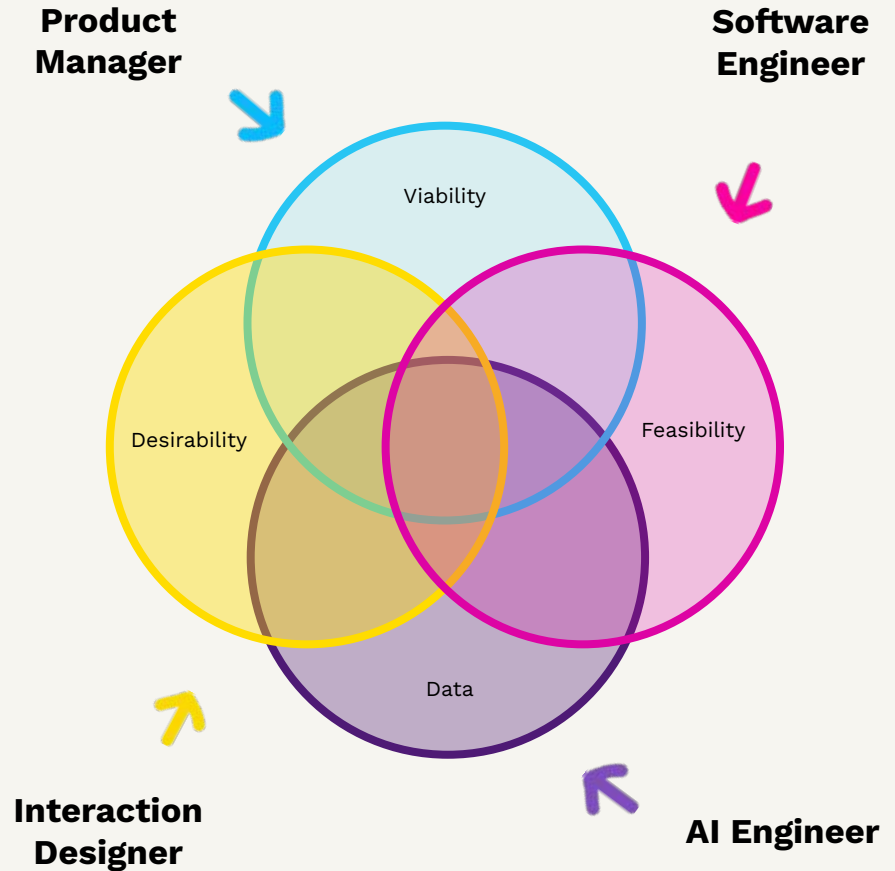 Product
Manager
Software
Engineer
Viability
Desirability
Feasibility
Data
Interaction
Designer
AI Engineer